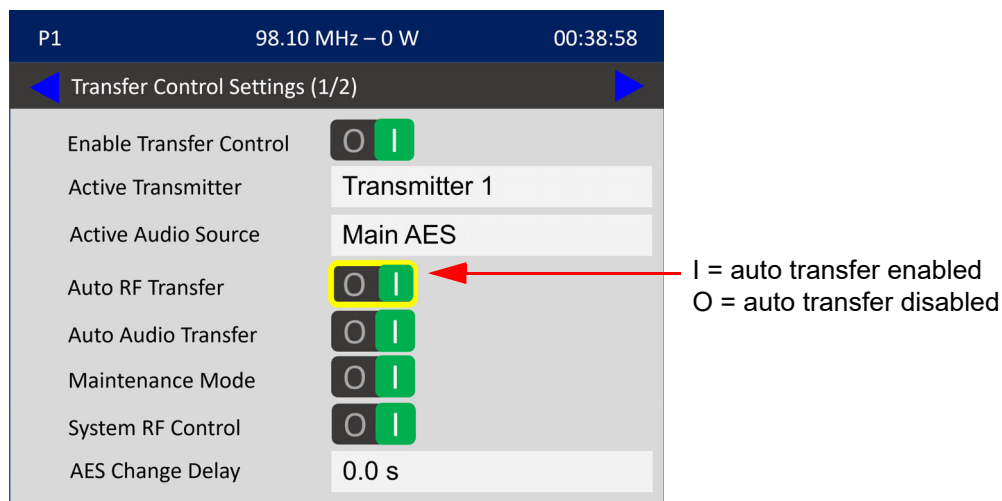 P1 98.10 MHz – 0 W 00:38:58
Transfer Control Settings (1/2)
Enable Transfer Control O I
Active Transmitter Transmitter 1
Active Audio Source Main AES
Auto RF Transfer O I
I = auto transfer enabled
O = auto transfer disabled
Auto Audio Transfer O I
Maintenance Mode O I
System RF Control O I
AES Change Delay 0.0 s